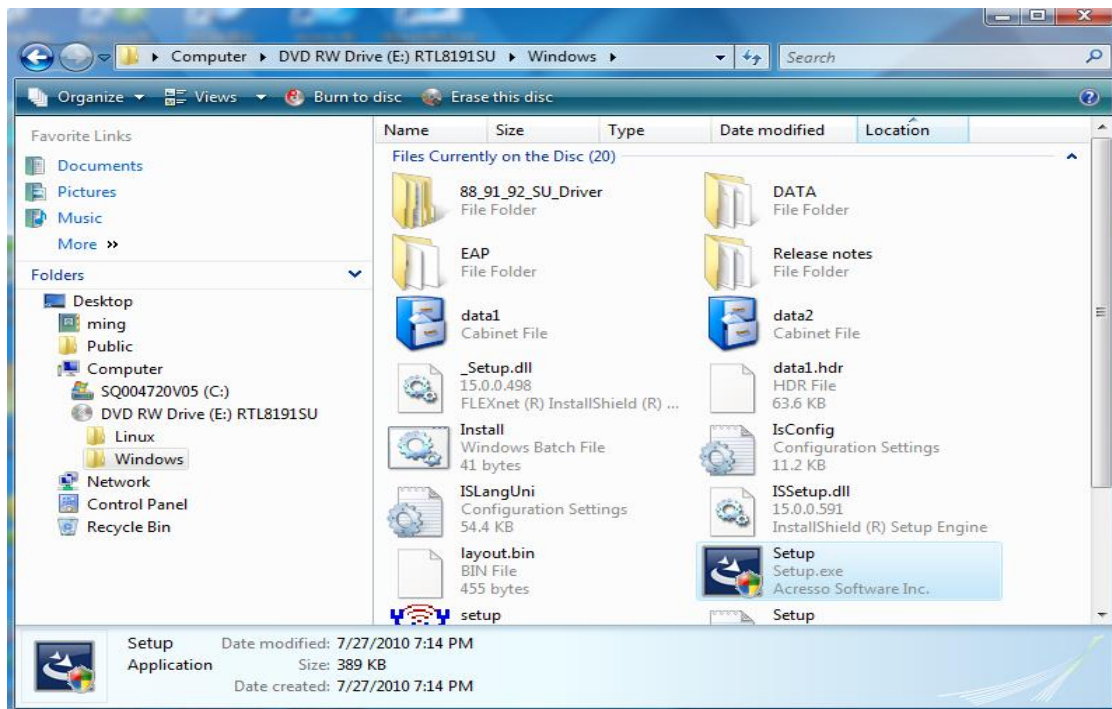 Computer DVD RW Drive (E:) RTL8191SU Windows
Search
Organize Views Burn to disc Erase this disc
Favorite Links
Documents
Pictures
Music
More »
Folders
Desktop
ming
Public
Computer
SQ004720V05 (C:)
DVD RW Drive (E:) RTL8191SU
Linux
Windows
Network
Control Panel
Recycle Bin
Name Size Type Date modified Location
Files Currently on the Disc (20)
88_91_92_SU_Driver
File Folder
DATA
File Folder
EAP
File Folder
Release notes
File Folder
data1
Cabinet File
data2
Cabinet File
_Setup.dll
15.0.0.498
FLEXnet (R) InstallShield (R) ...
data1.hdr
HDR File
63.6 KB
Install
Windows Batch File
41 bytes
IsConfig
Configuration Settings
11.2 KB
ISLangUni
Configuration Settings
54.4 KB
ISSetup.dll
15.0.0.591
InstallShield (R) Setup Engine
layout.bin
BIN File
455 bytes
Setup
Setup.exe
Acresso Software Inc.
setup
Setup
Setup Date modified: 7/27/2010 7:14 PM
Application Size: 389 KB
Date created: 7/27/2010 7:14 PM